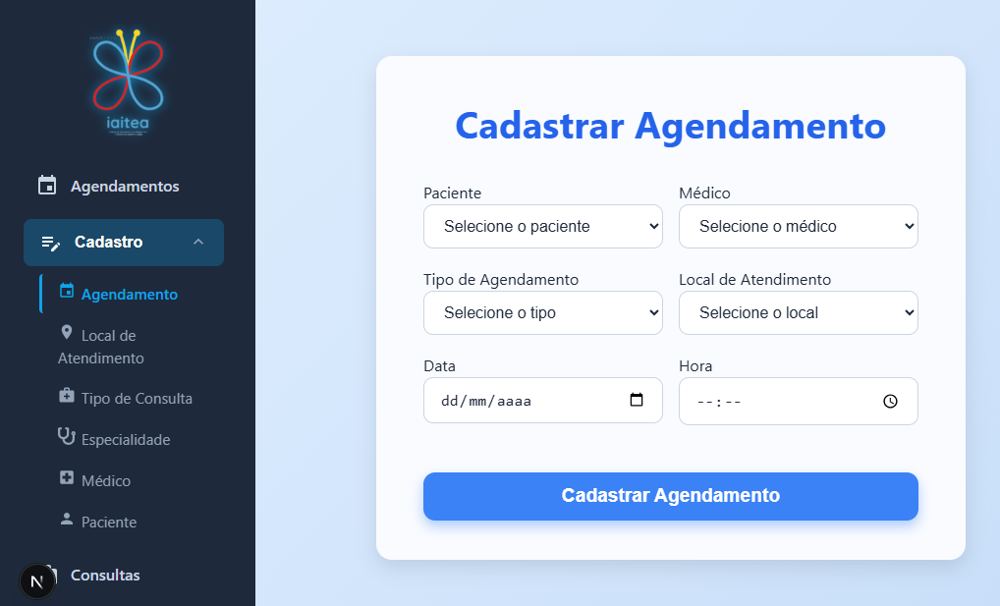 iaitea
Agendamentos
Cadastro
Agendamento
Local de
Atendimento
Tipo de Consulta
Especialidade
Médico
Paciente
N
Consultas
Cadastrar Agendamento
Paciente
Médico
Selecione o paciente
Selecione o médico
Tipo de Agendamento
Local de Atendimento
Selecione o tipo
Selecione o local
Data
Hora
dd/mm/aaaa
--:--
Cadastrar Agendamento